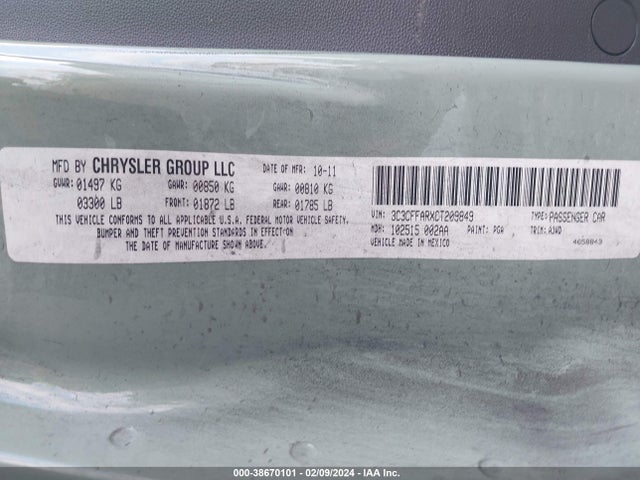 MFD BY CHRYSLER GROUP LLC DATE OF MFR 10-11
GVWR: 01497 KG GAWR: 00850 KG GAWR: 00810 KG
03300 LB FRONT: 01872 LB REAR: 01785 LB
THIS VEHICLE CONFORMS TO ALL APPLICABLE U.S.A. FEDERAL MOTOR VEHICLE SAFETY,
BUMPER AND THEFT PREVENTION STANDARDS IN EFFECT ON
THE DATE OF MANUFACTURE SHOWN ABOVE.
VIN: 3C3CFFARXCT209849 TYPE: PASSENGER CAR
MDH: 102515 002AA PAINT: PGA TRIM: AJWD
VEHICLE MADE IN MEXICO 4658843
000-38670101 | 02/09/2024 - IAA Inc.